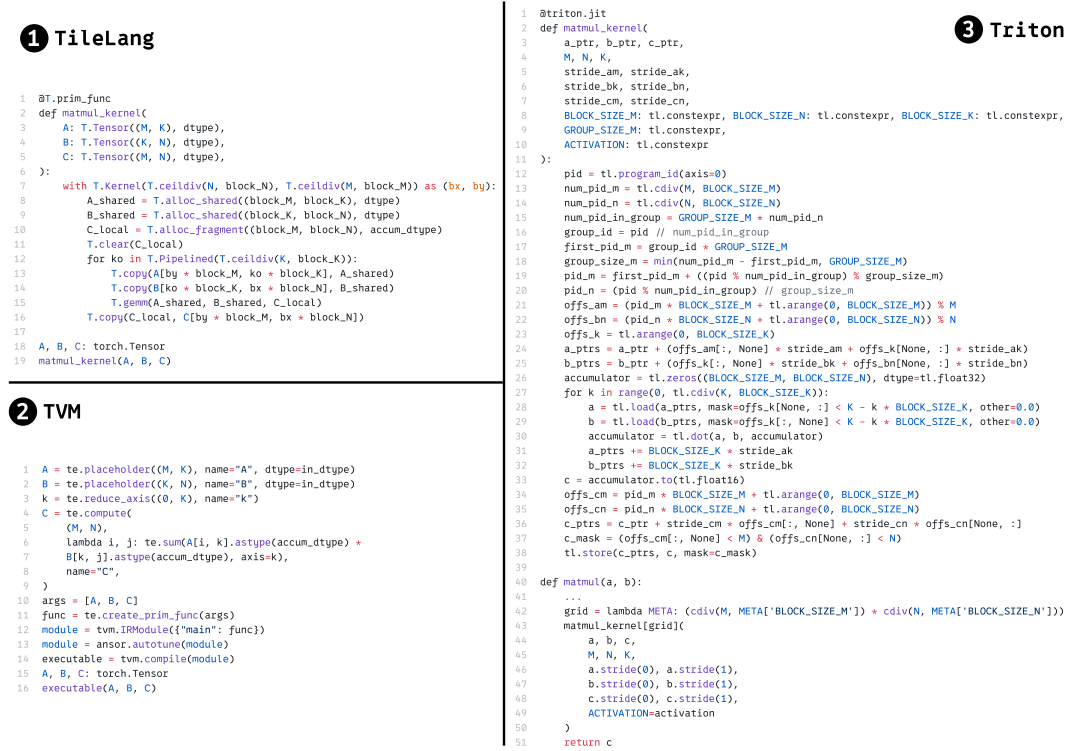 1 TileLang
1 @T.prim_func
2 def matmul_kernel(
3     A: T.Tensor((M, K), dtype),
4     B: T.Tensor((K, N), dtype),
5     C: T.Tensor((M, N), dtype),
6 ):
7     with T.Kernel(T.ceildiv(N, block_N), T.ceildiv(M, block_M)) as (bx, by):
8         A_shared = T.alloc_shared((block_M, block_K), dtype)
9         B_shared = T.alloc_shared((block_K, block_N), dtype)
10         C_local = T.alloc_fragment((block_M, block_N), accum_dtype)
11         T.clear(C_local)
12         for ko in T.Pipelined(T.ceildiv(K, block_K)):
13             T.copy(A[by * block_M, ko * block_K], A_shared)
14             T.copy(B[ko * block_K, bx * block_N], B_shared)
15             T.gemm(A_shared, B_shared, C_local)
16         T.copy(C_local, C[by * block_M, bx * block_N])
17
18 A, B, C: torch.Tensor
19 matmul_kernel(A, B, C)
2 TVM
1 A = te.placeholder((M, K), name="A", dtype=in_dtype)
2 B = te.placeholder((K, N), name="B", dtype=in_dtype)
3 k = te.reduce_axis((0, K), name="k")
4 C = te.compute(
5     (M, N),
6     lambda i, j: te.sum(A[i, k].astype(accum_dtype) *
7     B[k, j].astype(accum_dtype), axis=k),
8     name="C",
9 )
10 args = [A, B, C]
11 func = te.create_prim_func(args)
12 module = tvm.IRModule({"main": func})
13 module = ansor.autotune(module)
14 executable = tvm.compile(module)
15 A, B, C: torch.Tensor
16 executable(A, B, C)
3 Triton
1 @triton.jit
2 def matmul_kernel(
3     a_ptr, b_ptr, c_ptr,
4     M, N, K,
5     stride_am, stride_ak,
6     stride_bk, stride_bn,
7     stride_cm, stride_cn,
8     BLOCK_SIZE_M: tl.constexpr, BLOCK_SIZE_N: tl.constexpr, BLOCK_SIZE_K: tl.constexpr,
9     GROUP_SIZE_M: tl.constexpr,
10     ACTIVATION: tl.constexpr
11 ):
12     pid = tl.program_id(axis=0)
13     num_pid_m = tl.cdiv(M, BLOCK_SIZE_M)
14     num_pid_n = tl.cdiv(N, BLOCK_SIZE_N)
15     num_pid_in_group = GROUP_SIZE_M * num_pid_n
16     group_id = pid // num_pid_in_group
17     first_pid_m = group_id * GROUP_SIZE_M
18     group_size_m = min(num_pid_m - first_pid_m, GROUP_SIZE_M)
19     pid_m = first_pid_m + ((pid % num_pid_in_group) % group_size_m)
20     pid_n = (pid % num_pid_in_group) // group_size_m
21     offs_am = (pid_m * BLOCK_SIZE_M + tl.arange(0, BLOCK_SIZE_M)) % M
22     offs_bn = (pid_n * BLOCK_SIZE_N + tl.arange(0, BLOCK_SIZE_N)) % N
23     offs_k = tl.arange(0, BLOCK_SIZE_K)
24     a_ptrs = a_ptr + (offs_am[:, None] * stride_am + offs_k[None, :] * stride_ak)
25     b_ptrs = b_ptr + (offs_k[:, None] * stride_bk + offs_bn[None, :] * stride_bn)
26     accumulator = tl.zeros((BLOCK_SIZE_M, BLOCK_SIZE_N), dtype=tl.float32)
27     for k in range(0, tl.cdiv(K, BLOCK_SIZE_K)):
28         a = tl.load(a_ptrs, mask=offs_k[None, :] < K - k * BLOCK_SIZE_K, other=0.0)
29         b = tl.load(b_ptrs, mask=offs_k[:, None] < K - k * BLOCK_SIZE_K, other=0.0)
30         accumulator = tl.dot(a, b, accumulator)
31         a_ptrs += BLOCK_SIZE_K * stride_ak
32         b_ptrs += BLOCK_SIZE_K * stride_bk
33     c = accumulator.to(tl.float16)
34     offs_cm = pid_m * BLOCK_SIZE_M + tl.arange(0, BLOCK_SIZE_M)
35     offs_cn = pid_n * BLOCK_SIZE_N + tl.arange(0, BLOCK_SIZE_N)
36     c_ptrs = c_ptr + stride_cm * offs_cm[:, None] + stride_cn * offs_cn[None, :]
37     c_mask = (offs_cm[:, None] < M) & (offs_cn[None, :] < N)
38     tl.store(c_ptrs, c, mask=c_mask)
39
40 def matmul(a, b):
41     ...
42     grid = lambda META: (cdiv(M, META['BLOCK_SIZE_M']) * cdiv(N, META['BLOCK_SIZE_N']))
43     matmul_kernel[grid](
44         a, b, c,
45         M, N, K,
46         a.stride(0), a.stride(1),
47         b.stride(0), b.stride(1),
48         c.stride(0), c.stride(1),
49         ACTIVATION=activation
50     )
51     return c